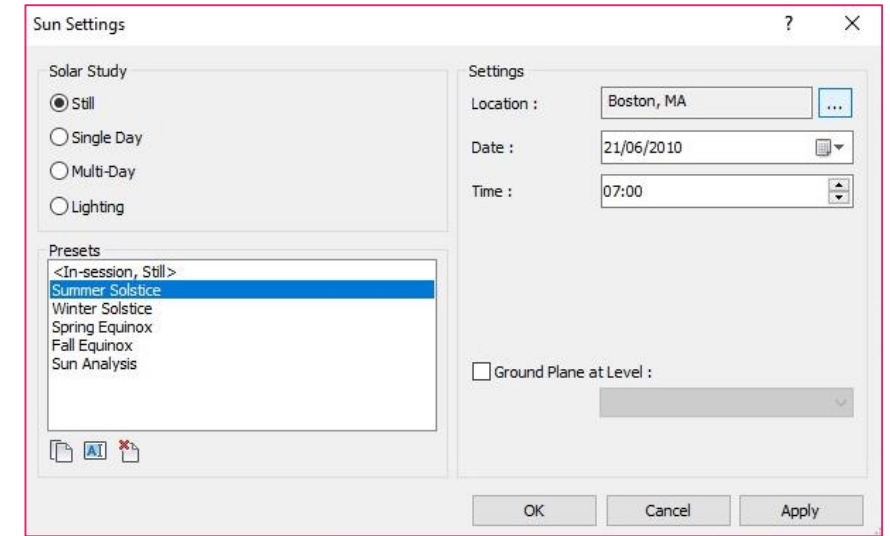 Sun Settings
?
Solar Study
Still
Single Day
Multi-Day
Lighting
Presets
<In-session, Still>
Summer Solstice
Winter Solstice
Spring Equinox
Fall Equinox
Sun Analysis
AI
Settings
Location :
Boston, MA
...
Date :
21/06/2010
Time :
07:00
Ground Plane at Level :
OK
Cancel
Apply